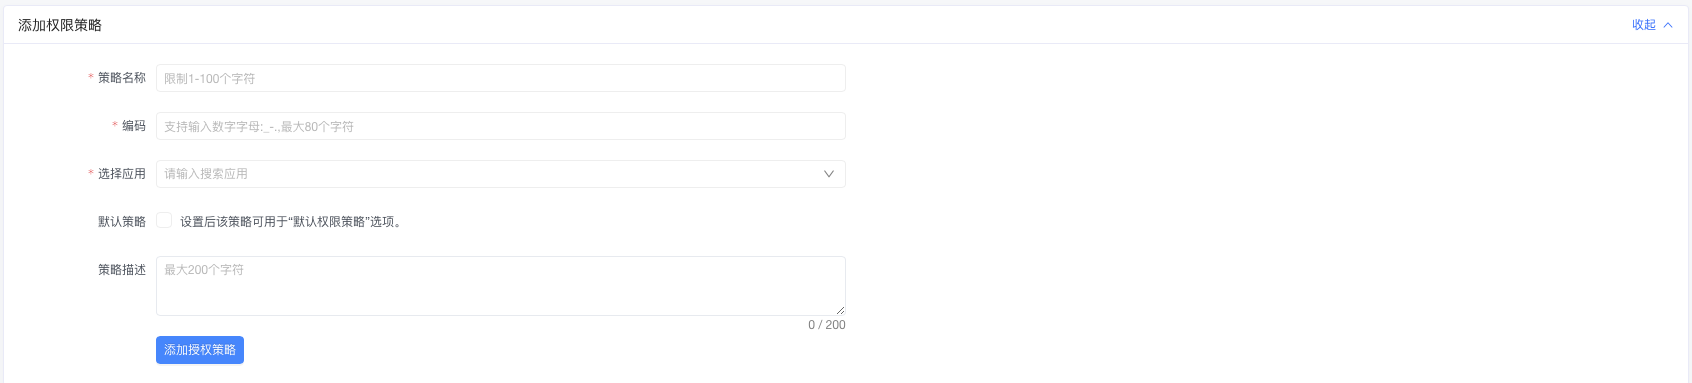 添加权限策略 收起
* 策略名称 限制1-100个字符
* 编码 支持输入数字字母:_-.,最大80个字符
* 选择应用 请输入搜索应用
默认策略 设置后该策略可用于“默认权限策略”选项。
策略描述 最大200个字符
0 / 200
添加授权策略